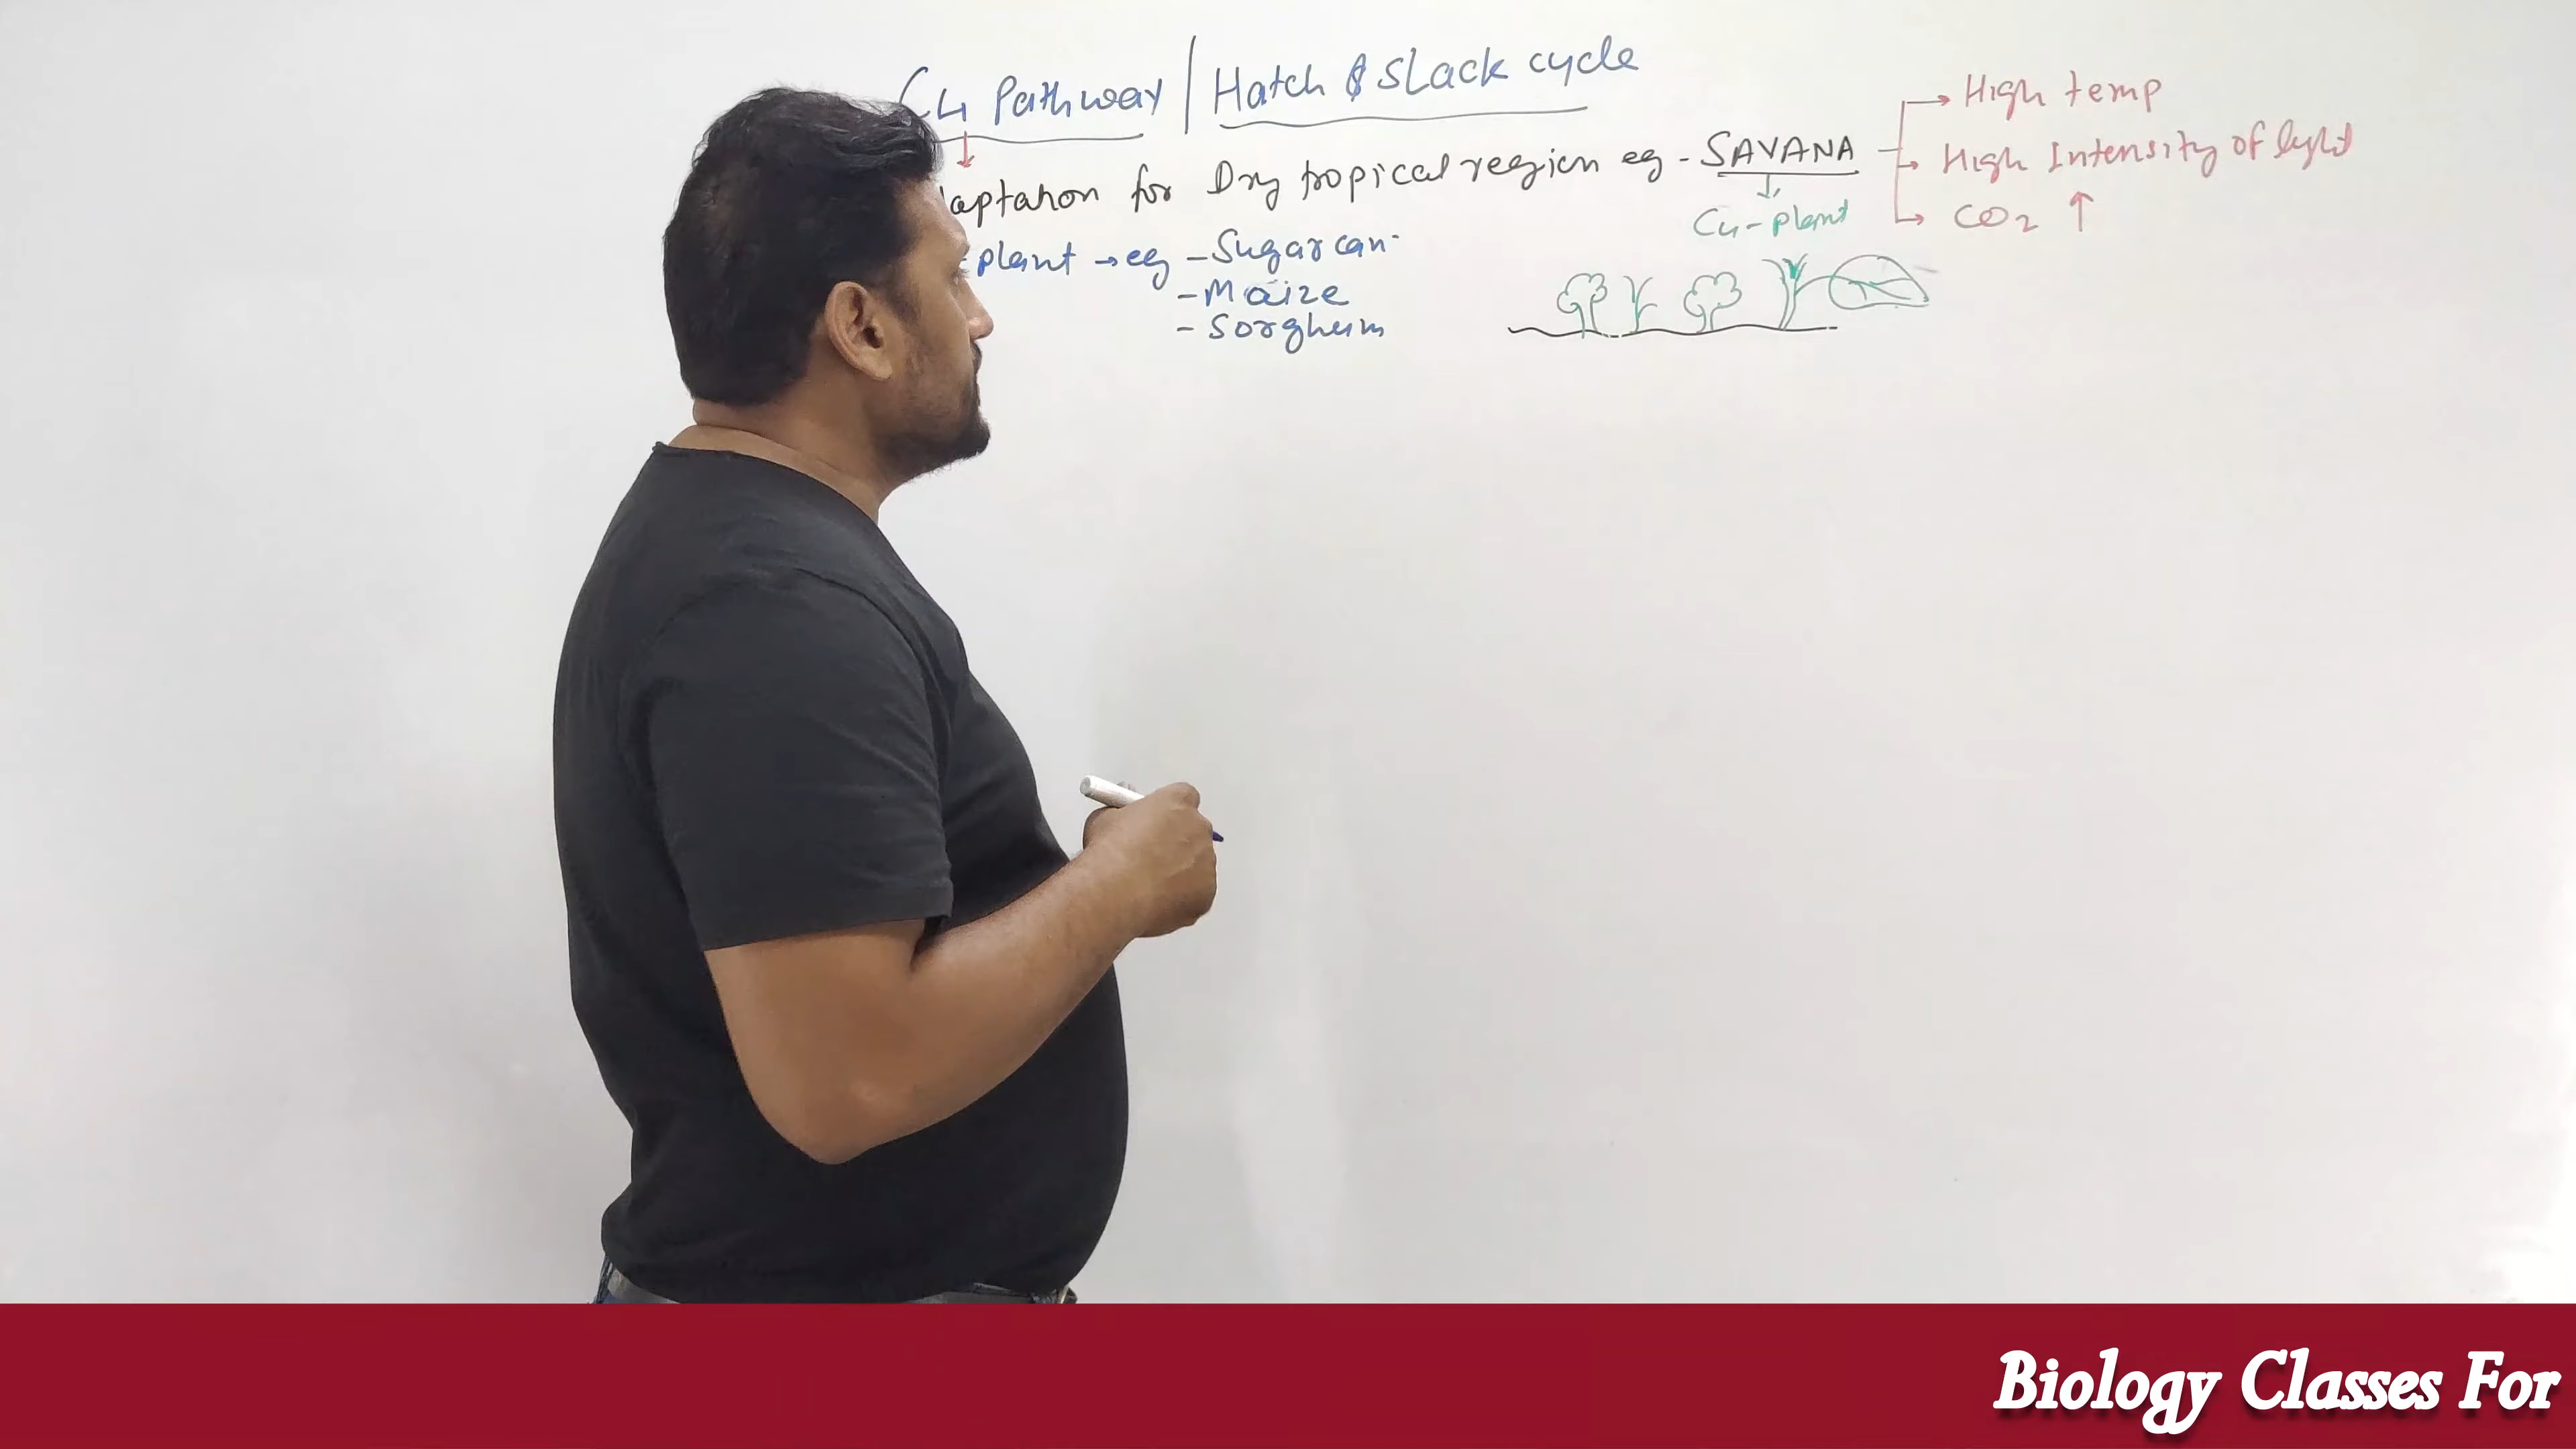 C4 Pathway / Hatch & sLack cycle
aptation for Dry tropical region eg - SAVANA
→ High temp
→ High Intensity of light
→ CO2 ↑
C4-plant
plant → eg - Sugarcan
- Maize
- Sorghum
Biology Classes For